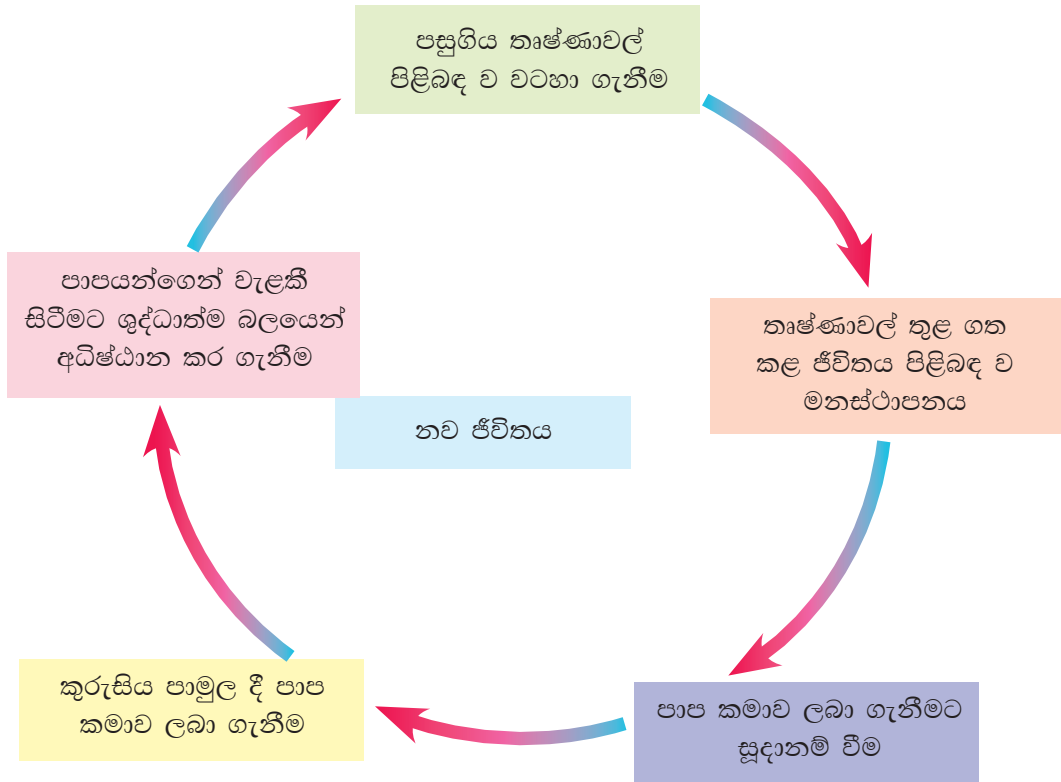 පසුගිය තෘෂ්ණාවල්
පිළිබඳ ව වටහා ගැනීම
තෘෂ්ණාවල් තුළ ගත
කළ ජීවිතය පිළිබඳ ව
මනස්ථාපනය
පාප කමාව ලබා ගැනීමට
සූදානම් වීම
කුරුසිය පාමුල දී පාප
කමාව ලබා ගැනීම
පාපයන්ගෙන් වැළකී
සිටීමට ශුද්ධාත්ම බලයෙන්
අධිෂ්ඨාන කර ගැනීම
නව ජීවිතය